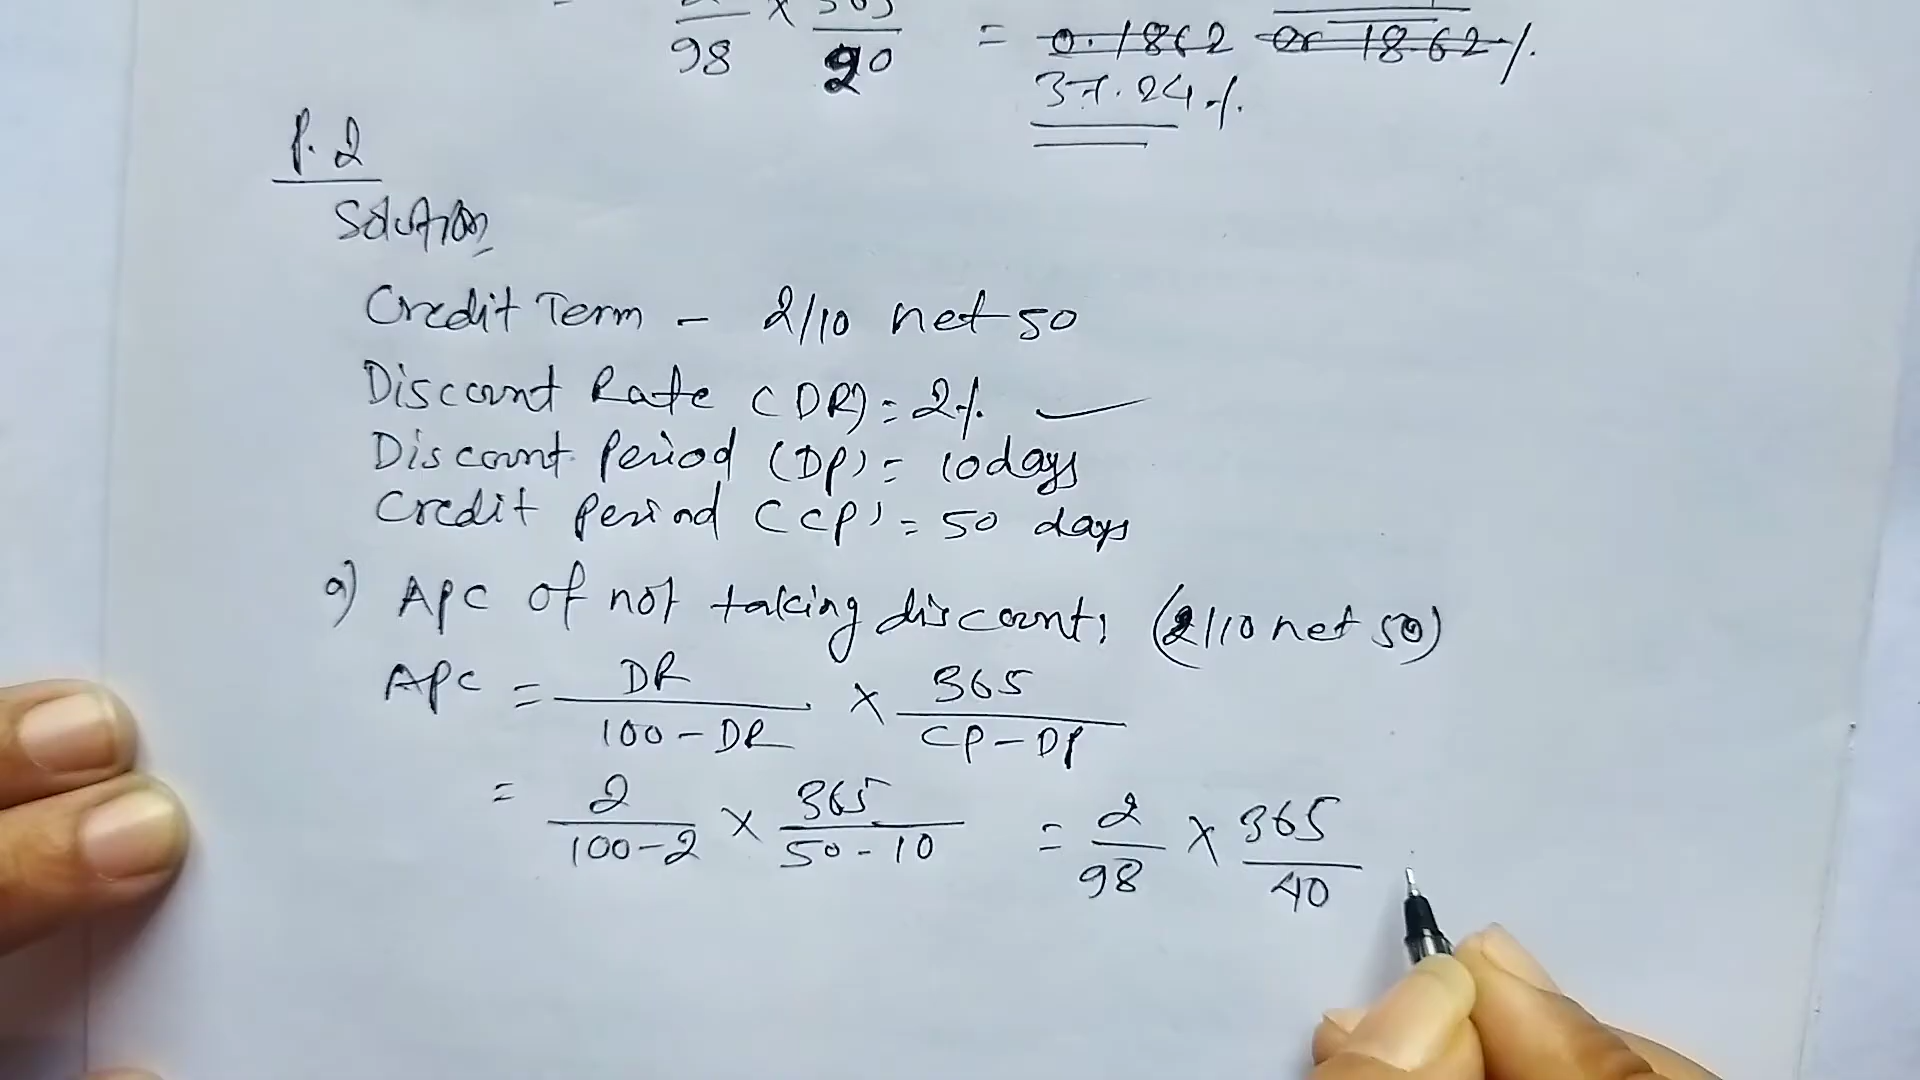 98 × 365 / 20 = 0.1862 or 18.62%
37.24%
P.2
Solution
Credit Term - 2/10 net 50
Discount Rate (DR) = 2%
Discount Period (DP) = 10 days
Credit Period (CP) = 50 days
a) APC of not taking discount, (2/10 net 50)
APC = DR / 100 - DR × 365 / CP - DP
= 2 / 100 - 2 × 365 / 50 - 10 = 2 / 98 × 365 / 40